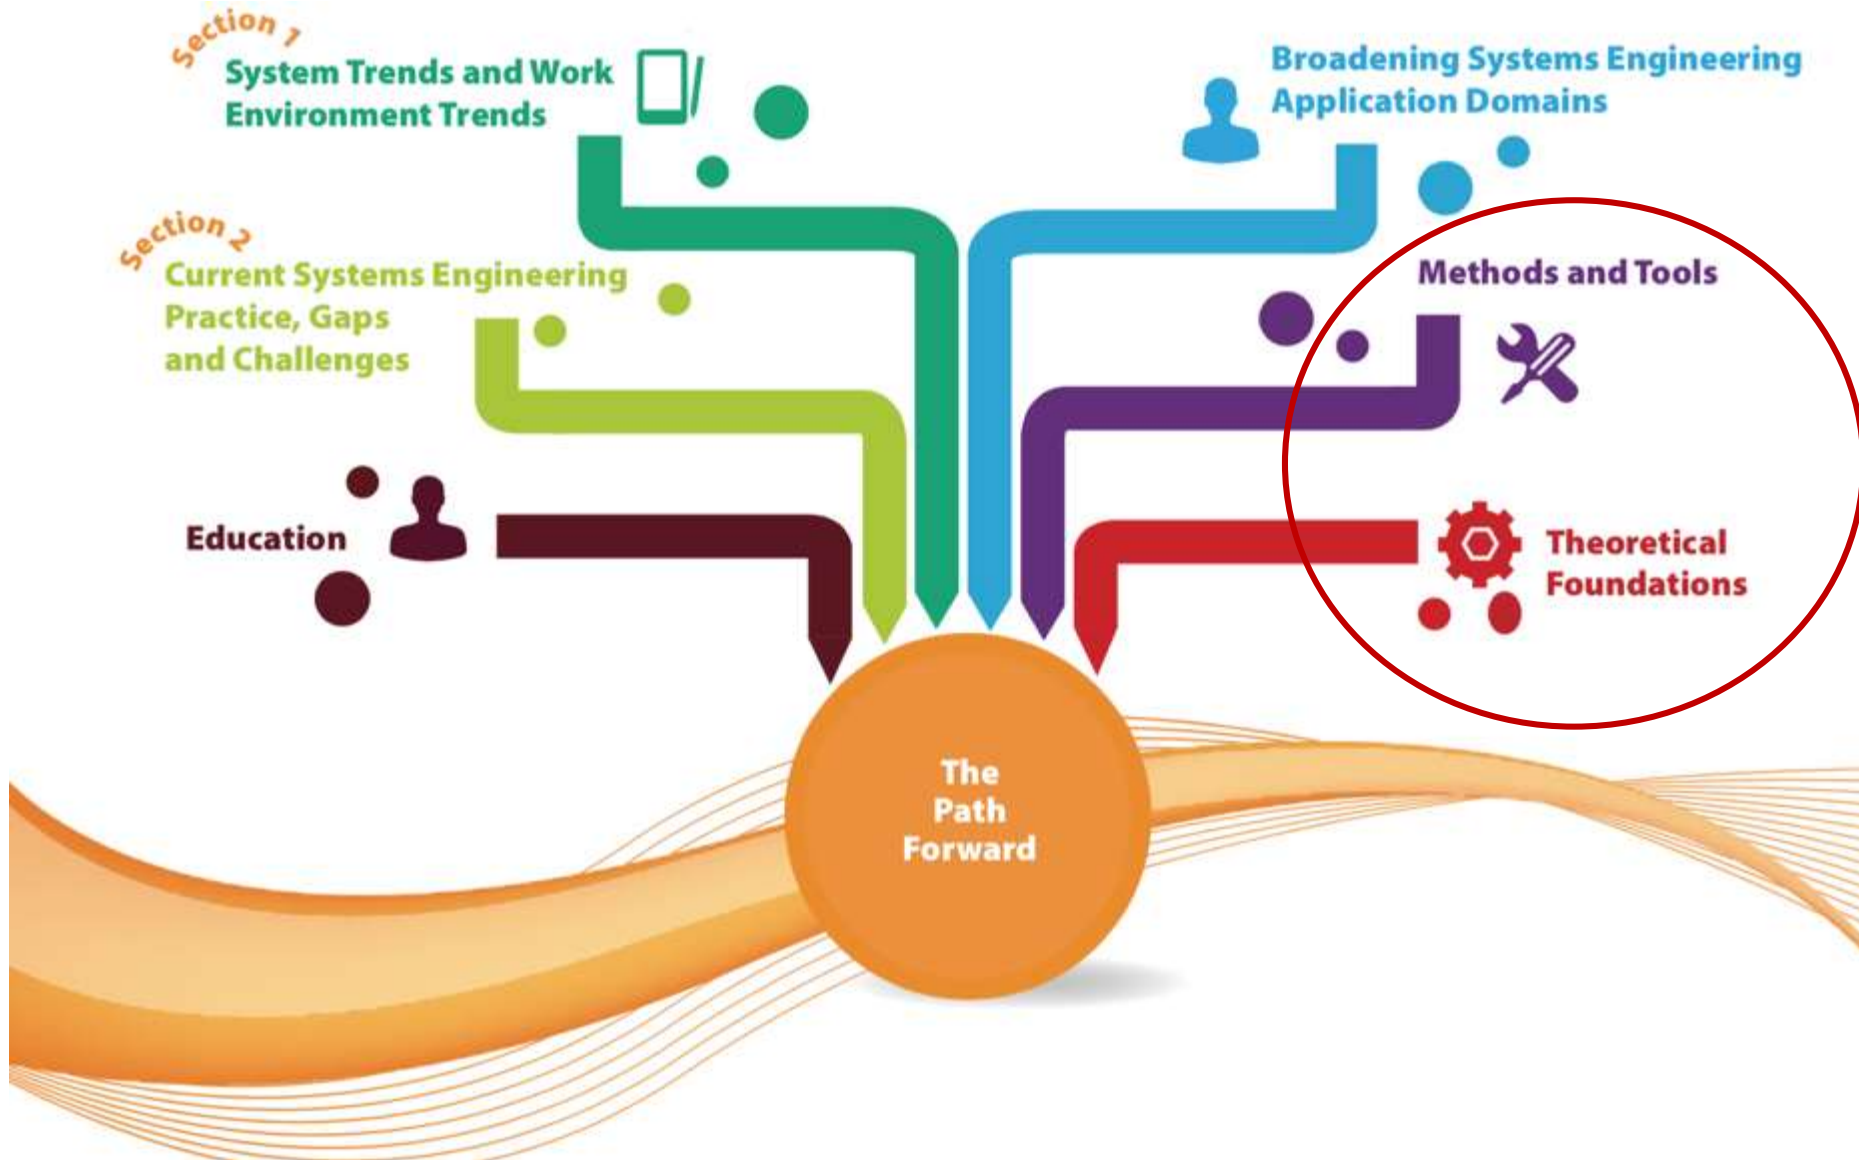 Section 1
System Trends and Work
Environment Trends
Broadening Systems Engineering
Application Domains
Section 2
Current Systems Engineering
Practice, Gaps
and Challenges
Methods and Tools
Education
Theoretical
Foundations
The
Path
Forward